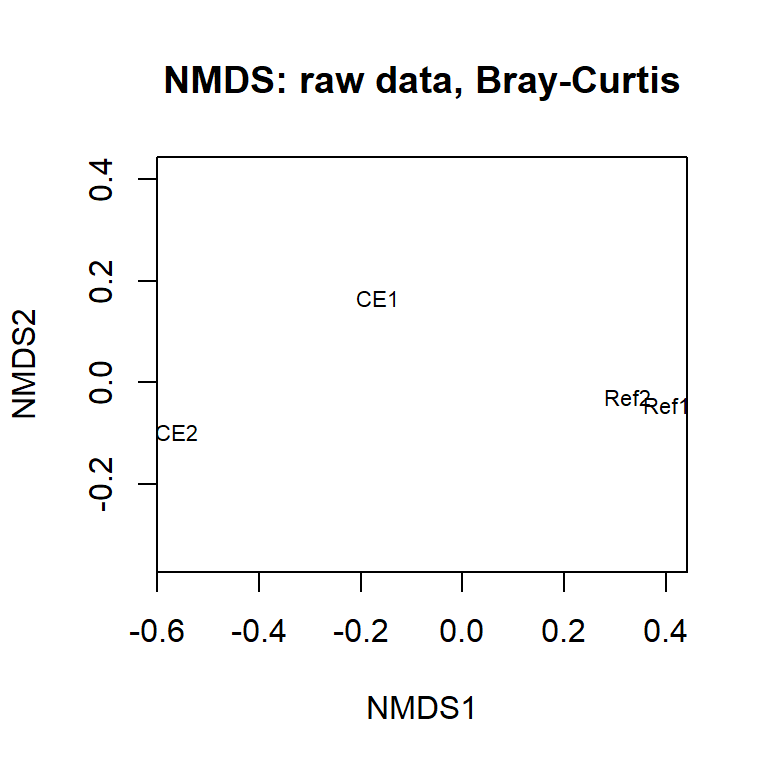 NMDS: raw data, Bray-Curtis
0.4
0.2
0.0
-0.2
NMDS2
CE1
Ref2
Ref1
CE2
-0.6 -0.4 -0.2 0.0 0.2 0.4
NMDS1